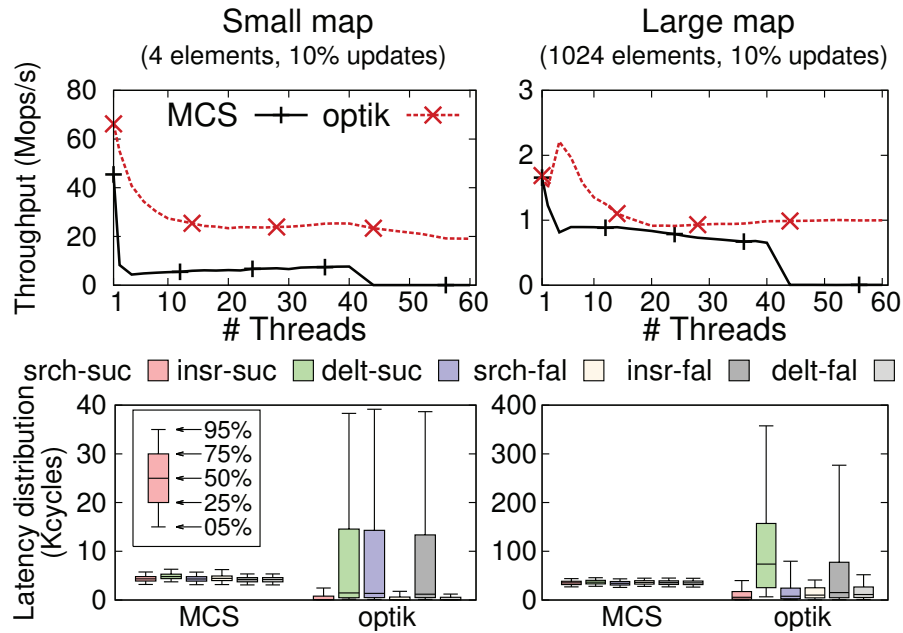 Small map
(4 elements, 10% updates)
Large map
(1024 elements, 10% updates)
Throughput (Mops/s)
80
60
40
20
0
MCS
optik
1 10 20 30 40 50 60
# Threads
3
2
1
0
1 10 20 30 40 50 60
# Threads
srch-suc insr-suc delt-suc srch-fal insr-fal delt-fal
Latency distribution
(Kcycles)
40
30
20
10
0
95%
75%
50%
25%
05%
MCS optik
400
300
200
100
0
MCS optik